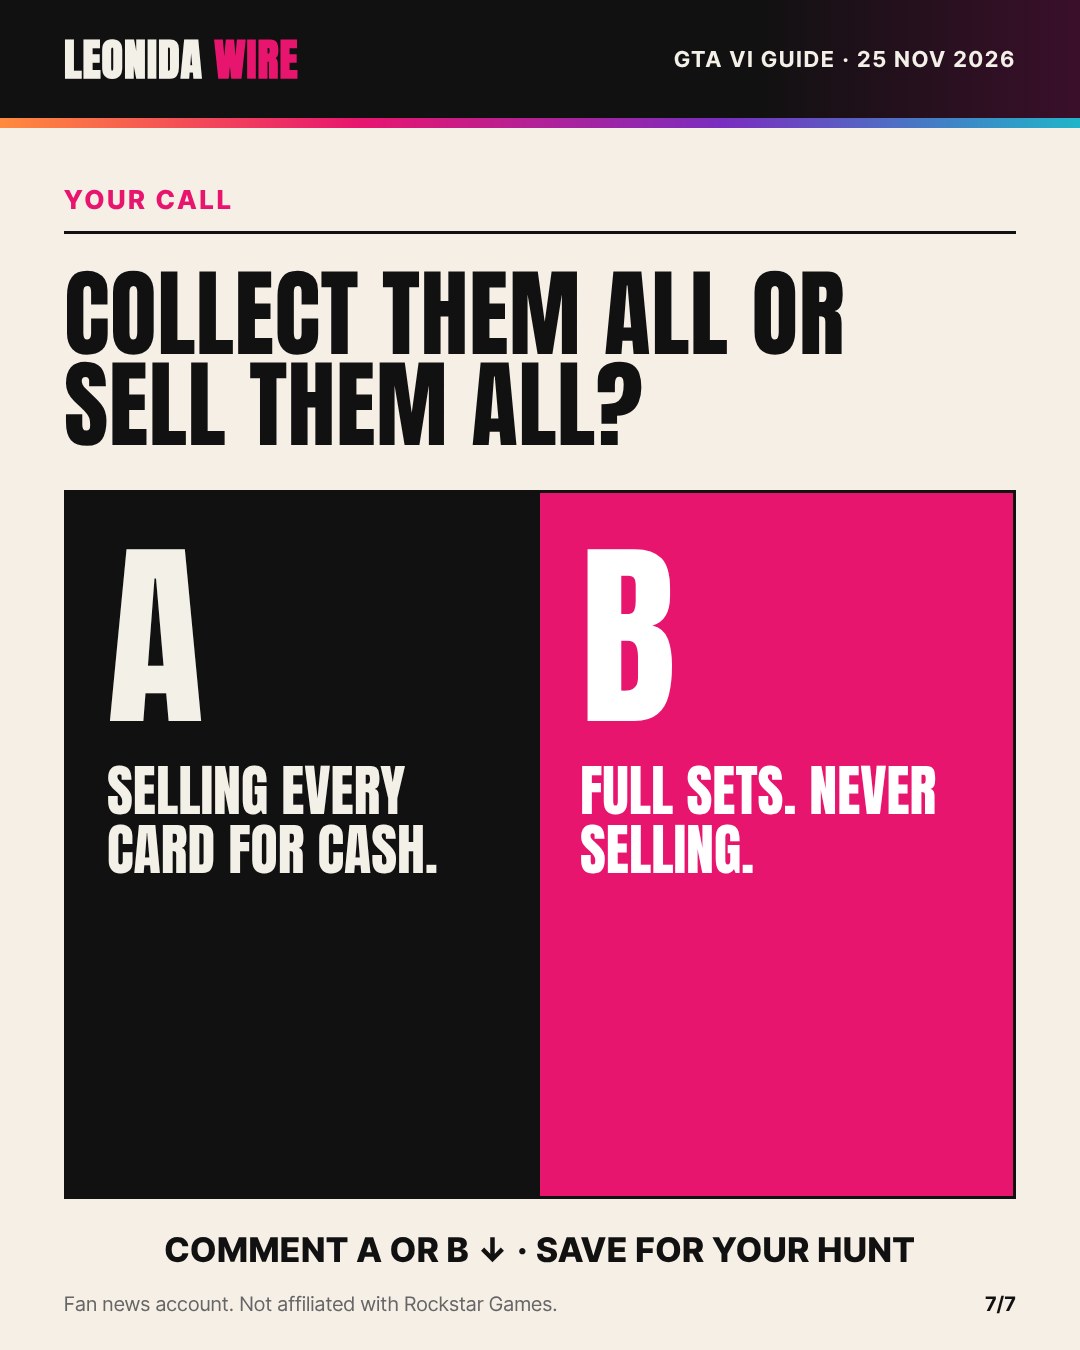 LEONIDA WIRE
GTA VI GUIDE · 25 NOV 2026
YOUR CALL
COLLECT THEM ALL OR
SELL THEM ALL?
A
SELLING EVERY
CARD FOR CASH.
B
FULL SETS. NEVER
SELLING.
COMMENT A OR B ↓ · SAVE FOR YOUR HUNT
Fan news account. Not affiliated with Rockstar Games.
7/7